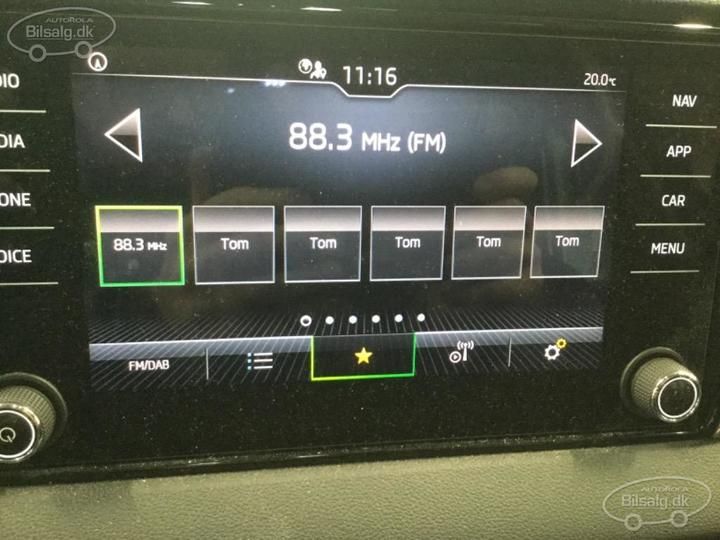 AUTOROLA
Bilsalg.dk
11:16
20.0°C
88.3 MHz (FM)
88.3 MHz
Tom
Tom
Tom
Tom
Tom
FM/DAB
DIO
DIA
ONE
OICE
NAV
APP
CAR
MENU
AUTOROLA
Bilsalg.dk